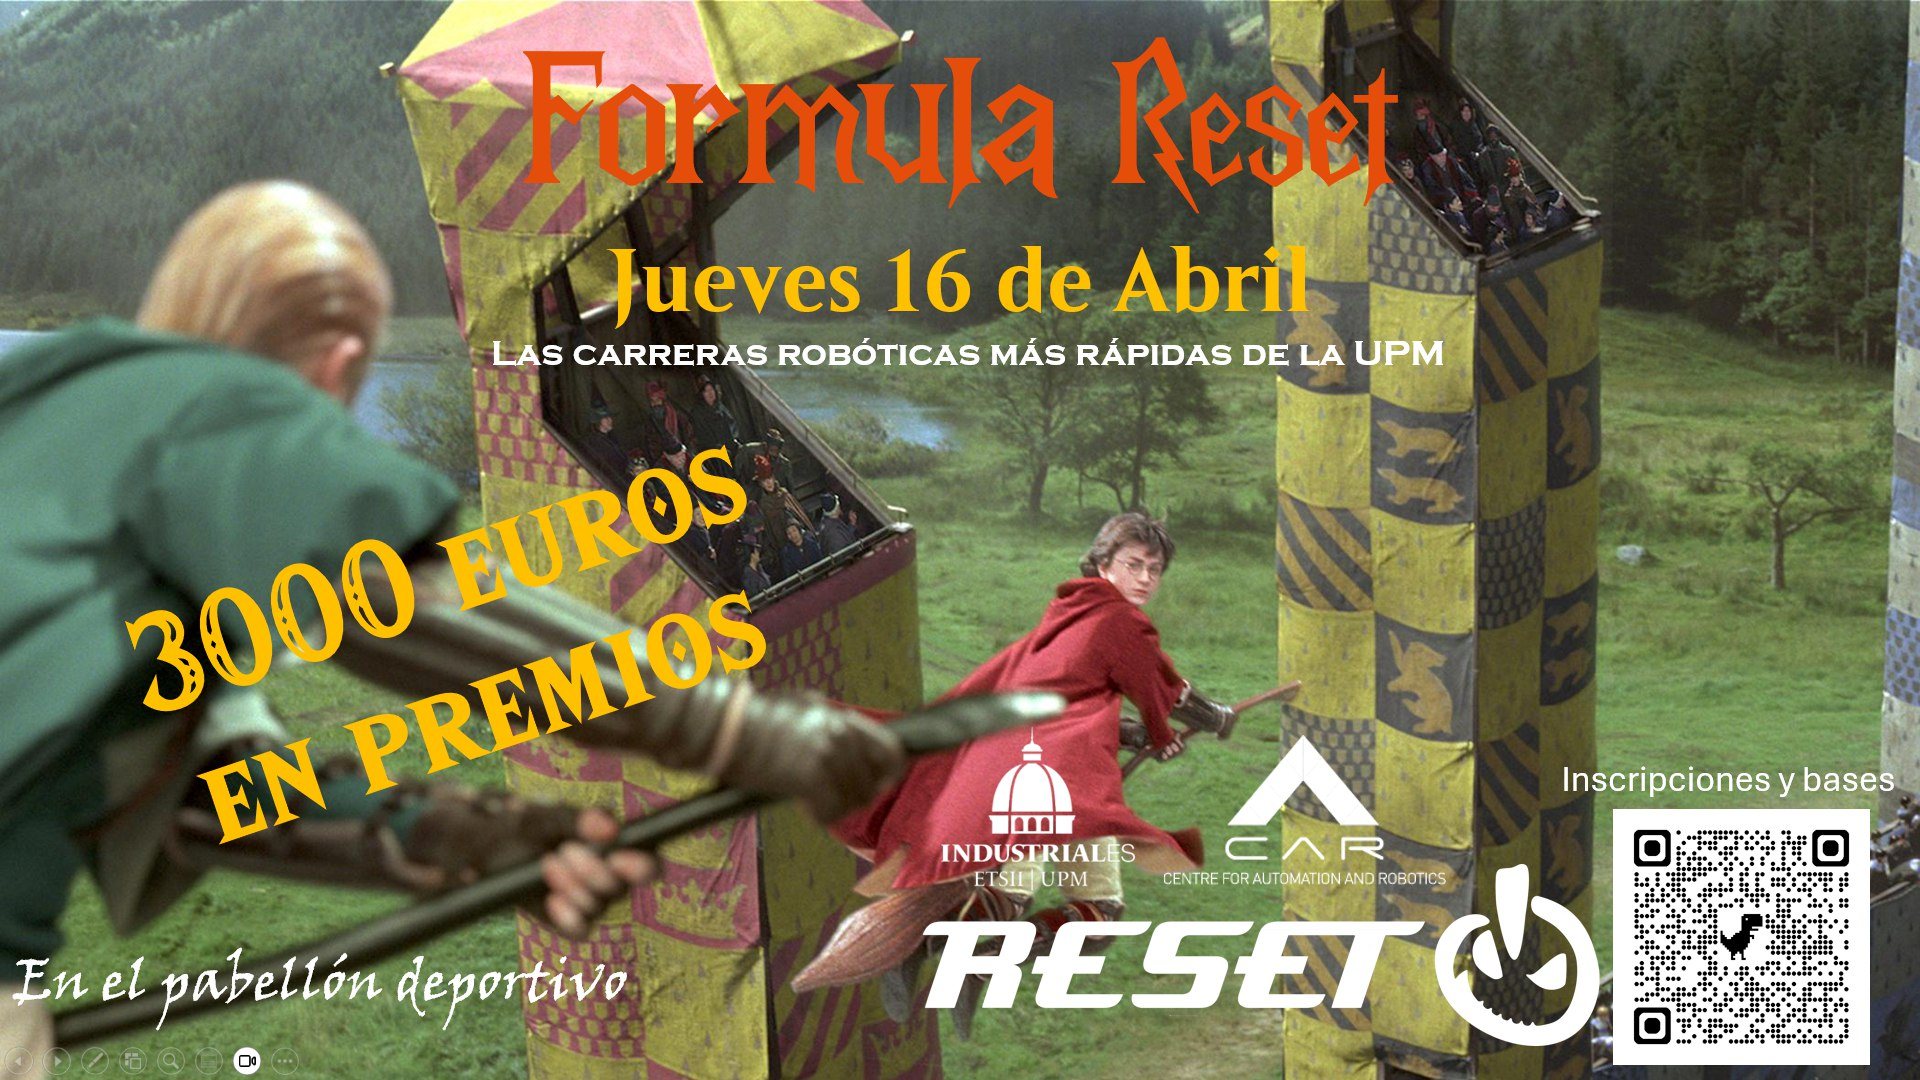 Formula Reset
Jueves 16 de Abril
Las carreras robóticas más rápidas de la UPM
3000 euros
en premios
Inscripciones y bases
INDUSTRIALES
ETSII | UPM
CAR
CENTRE FOR AUTOMATION AND ROBOTICS
RESET
En el pabellón deportivo